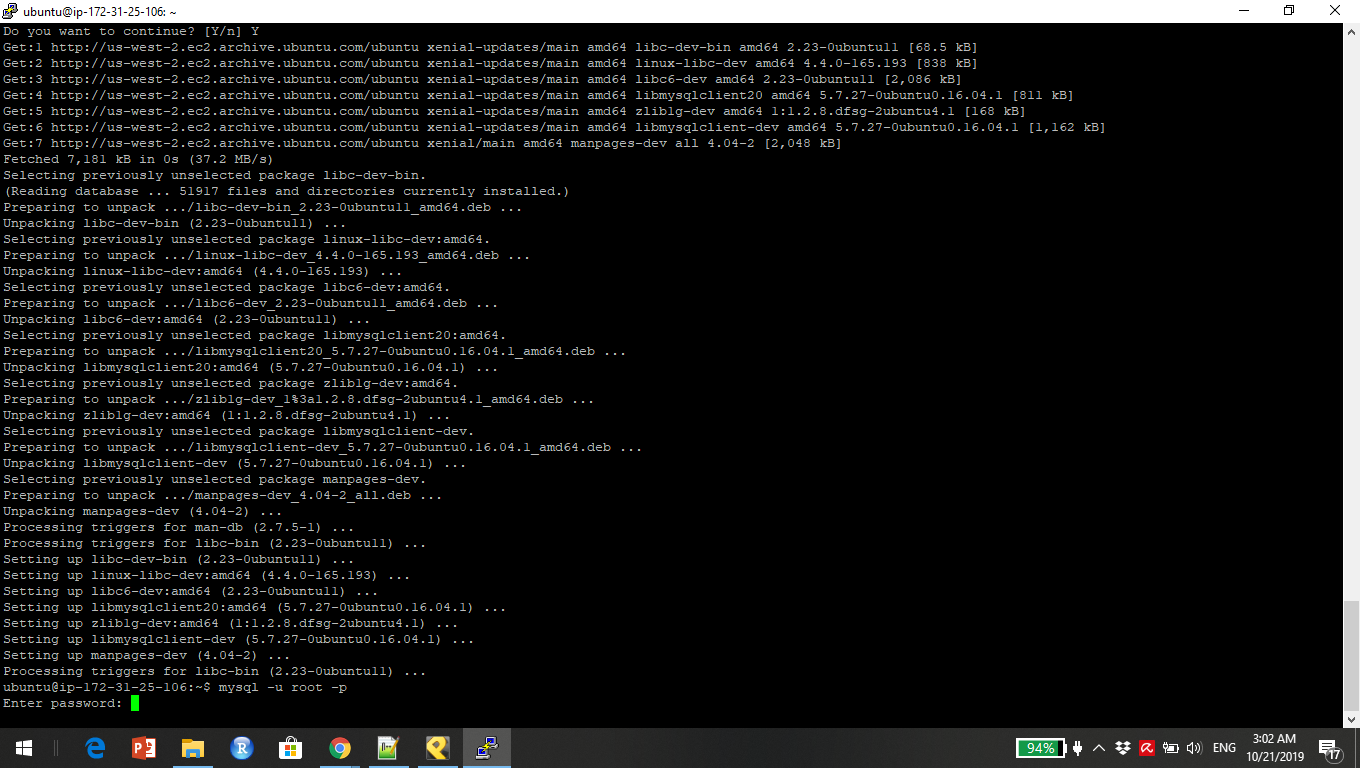 ubuntu@ip-172-31-25-106: ~
Do you want to continue? [Y/n] Y
Get:1 http://us-west-2.ec2.archive.ubuntu.com/ubuntu xenial-updates/main amd64 libc-dev-bin amd64 2.23-0ubuntu11 [68.5 kB]
Get:2 http://us-west-2.ec2.archive.ubuntu.com/ubuntu xenial-updates/main amd64 linux-libc-dev amd64 4.4.0-165.193 [838 kB]
Get:3 http://us-west-2.ec2.archive.ubuntu.com/ubuntu xenial-updates/main amd64 libc6-dev amd64 2.23-0ubuntu11 [2,086 kB]
Get:4 http://us-west-2.ec2.archive.ubuntu.com/ubuntu xenial-updates/main amd64 libmysqlclient20 amd64 5.7.27-0ubuntu0.16.04.1 [811 kB]
Get:5 http://us-west-2.ec2.archive.ubuntu.com/ubuntu xenial-updates/main amd64 zlib1g-dev amd64 1:1.2.8.dfsg-2ubuntu4.1 [168 kB]
Get:6 http://us-west-2.ec2.archive.ubuntu.com/ubuntu xenial-updates/main amd64 libmysqlclient-dev amd64 5.7.27-0ubuntu0.16.04.1 [1,162 kB]
Get:7 http://us-west-2.ec2.archive.ubuntu.com/ubuntu xenial/main amd64 manpages-dev all 4.04-2 [2,048 kB]
Fetched 7,181 kB in 0s (37.2 MB/s)
Selecting previously unselected package libc-dev-bin.
(Reading database ... 51917 files and directories currently installed.)
Preparing to unpack .../libc-dev-bin_2.23-0ubuntu11_amd64.deb ...
Unpacking libc-dev-bin (2.23-0ubuntu11) ...
Selecting previously unselected package linux-libc-dev:amd64.
Preparing to unpack .../linux-libc-dev_4.4.0-165.193_amd64.deb ...
Unpacking linux-libc-dev:amd64 (4.4.0-165.193) ...
Selecting previously unselected package libc6-dev:amd64.
Preparing to unpack .../libc6-dev_2.23-0ubuntu11_amd64.deb ...
Unpacking libc6-dev:amd64 (2.23-0ubuntu11) ...
Selecting previously unselected package libmysqlclient20:amd64.
Preparing to unpack .../libmysqlclient20_5.7.27-0ubuntu0.16.04.1_amd64.deb ...
Unpacking libmysqlclient20:amd64 (5.7.27-0ubuntu0.16.04.1) ...
Selecting previously unselected package zlib1g-dev:amd64.
Preparing to unpack .../zlib1g-dev_1%3a1.2.8.dfsg-2ubuntu4.1_amd64.deb ...
Unpacking zlib1g-dev:amd64 (1:1.2.8.dfsg-2ubuntu4.1) ...
Selecting previously unselected package libmysqlclient-dev.
Preparing to unpack .../libmysqlclient-dev_5.7.27-0ubuntu0.16.04.1_amd64.deb ...
Unpacking libmysqlclient-dev (5.7.27-0ubuntu0.16.04.1) ...
Selecting previously unselected package manpages-dev.
Preparing to unpack .../manpages-dev_4.04-2_all.deb ...
Unpacking manpages-dev (4.04-2) ...
Processing triggers for man-db (2.7.5-1) ...
Processing triggers for libc-bin (2.23-0ubuntu11) ...
Setting up libc-dev-bin (2.23-0ubuntu11) ...
Setting up linux-libc-dev:amd64 (4.4.0-165.193) ...
Setting up libc6-dev:amd64 (2.23-0ubuntu11) ...
Setting up libmysqlclient20:amd64 (5.7.27-0ubuntu0.16.04.1) ...
Setting up zlib1g-dev:amd64 (1:1.2.8.dfsg-2ubuntu4.1) ...
Setting up libmysqlclient-dev (5.7.27-0ubuntu0.16.04.1) ...
Setting up manpages-dev (4.04-2) ...
Processing triggers for libc-bin (2.23-0ubuntu11) ...
ubuntu@ip-172-31-25-106:~$ mysql -u root -p
Enter password:
94%
ENG
3:02 AM
10/21/2019
17